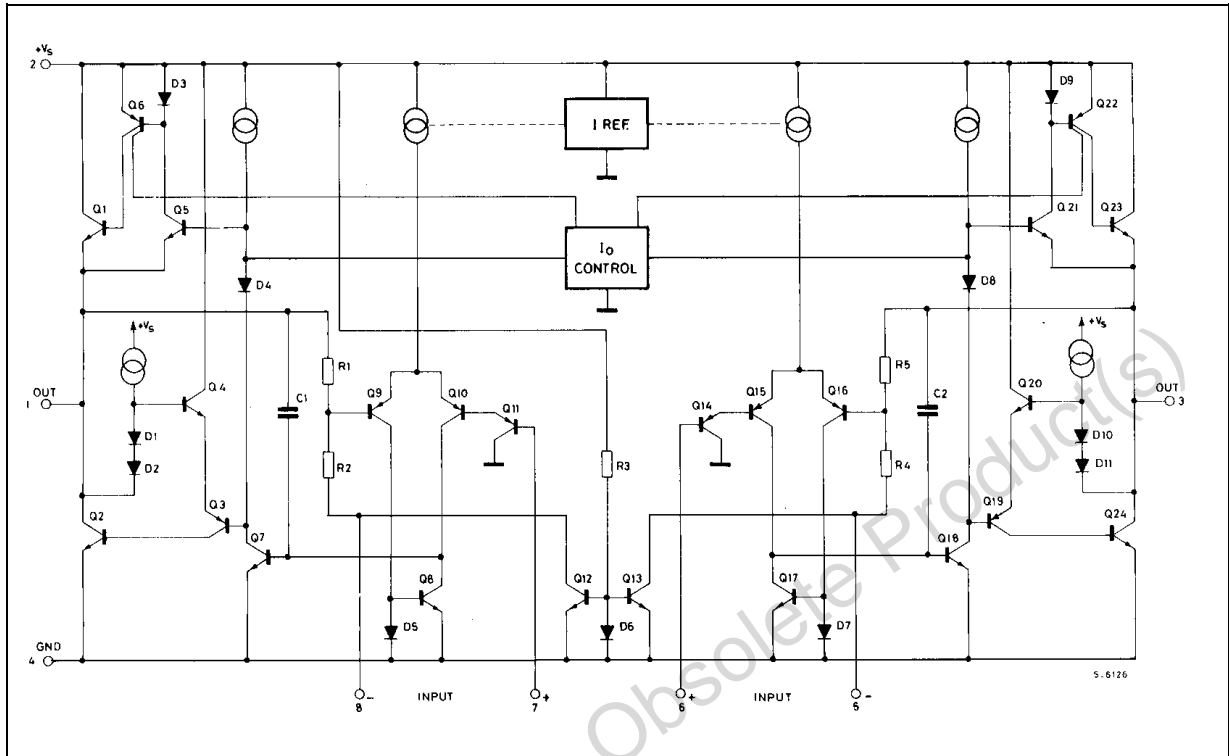 +Vs
2
D3
D9
Q6
Q22
I REF
Q1
Q5
Q21
Q23
Io
CONTROL
D4
D8
+Vs
+Vs
R1
R5
OUT
1
Q4
C1
Q9
Q10
Q11
Q14
Q15
Q16
C2
Q20
OUT
3
D1
D2
R2
R3
R4
D10
D11
Q3
Q2
Q7
Q19
Q24
Q18
Q8
Q12
Q13
Q17
D5
D6
D7
GND
4
S-6126
- INPUT +
8
7
+ INPUT -
6
5
Obsolete Product(s)